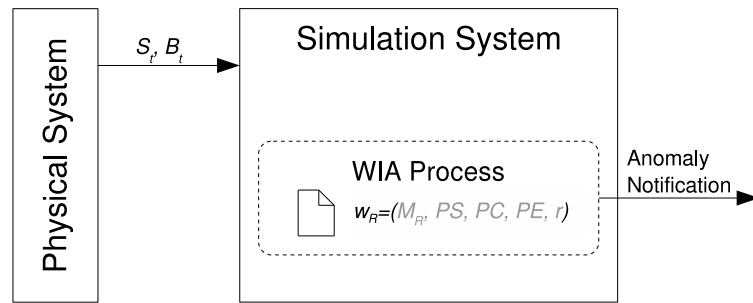 Physical System
S_t, B_t
Simulation System
WIA Process
w_R=(M_R, PS, PC, PE, r)
Anomaly
Notification